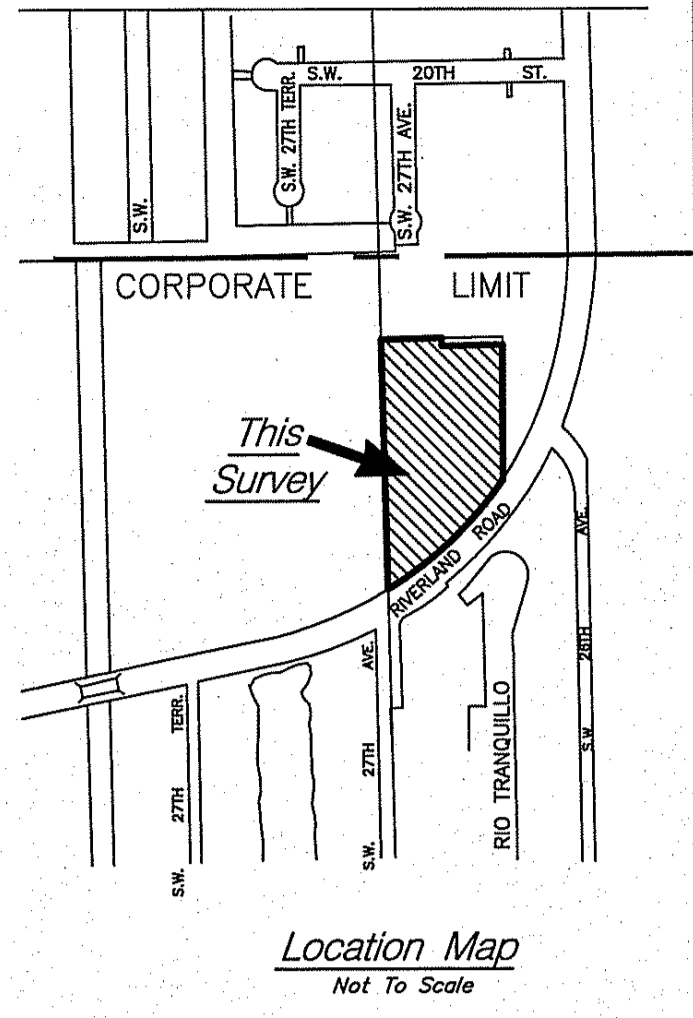 S.W. 20TH ST.
S.W. 27TH TERR.
S.W. 27TH AVE.
S.W.
CORPORATE LIMIT
This
Survey
RIVERLAND ROAD
S.W. 27TH TERR.
S.W. 27TH AVE.
RIO TRANQUILLO
S.W. 26TH AVE.
Location Map
Not To Scale